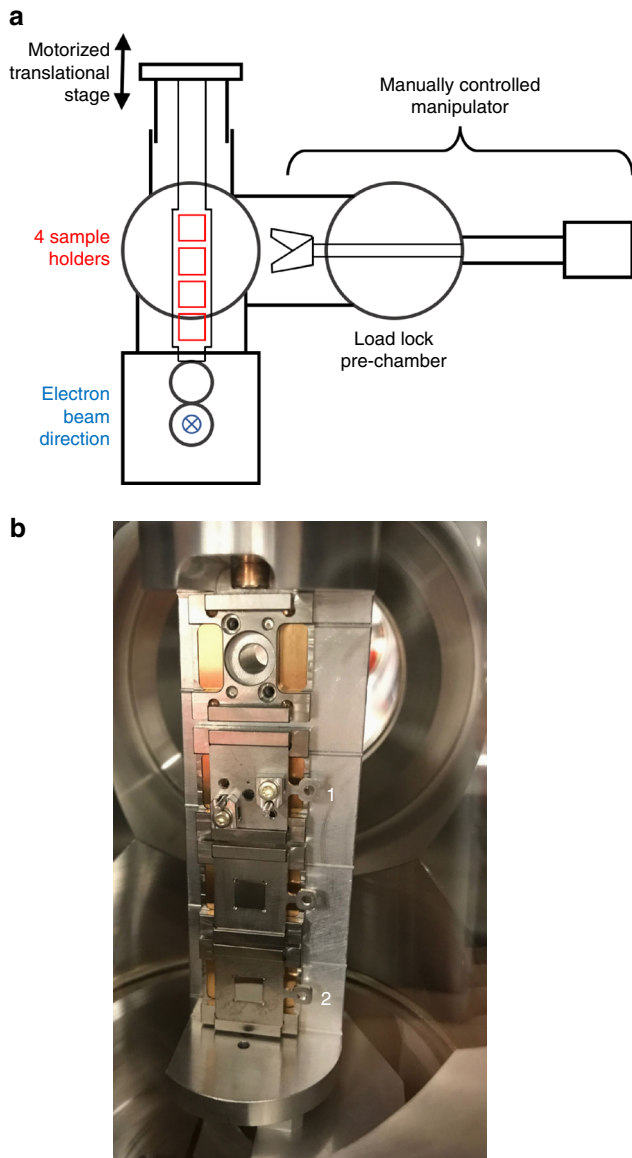 a
Motorized
translational
stage
Manually controlled
manipulator
4 sample
holders
Load lock
pre-chamber
Electron
beam
direction
b
1
2